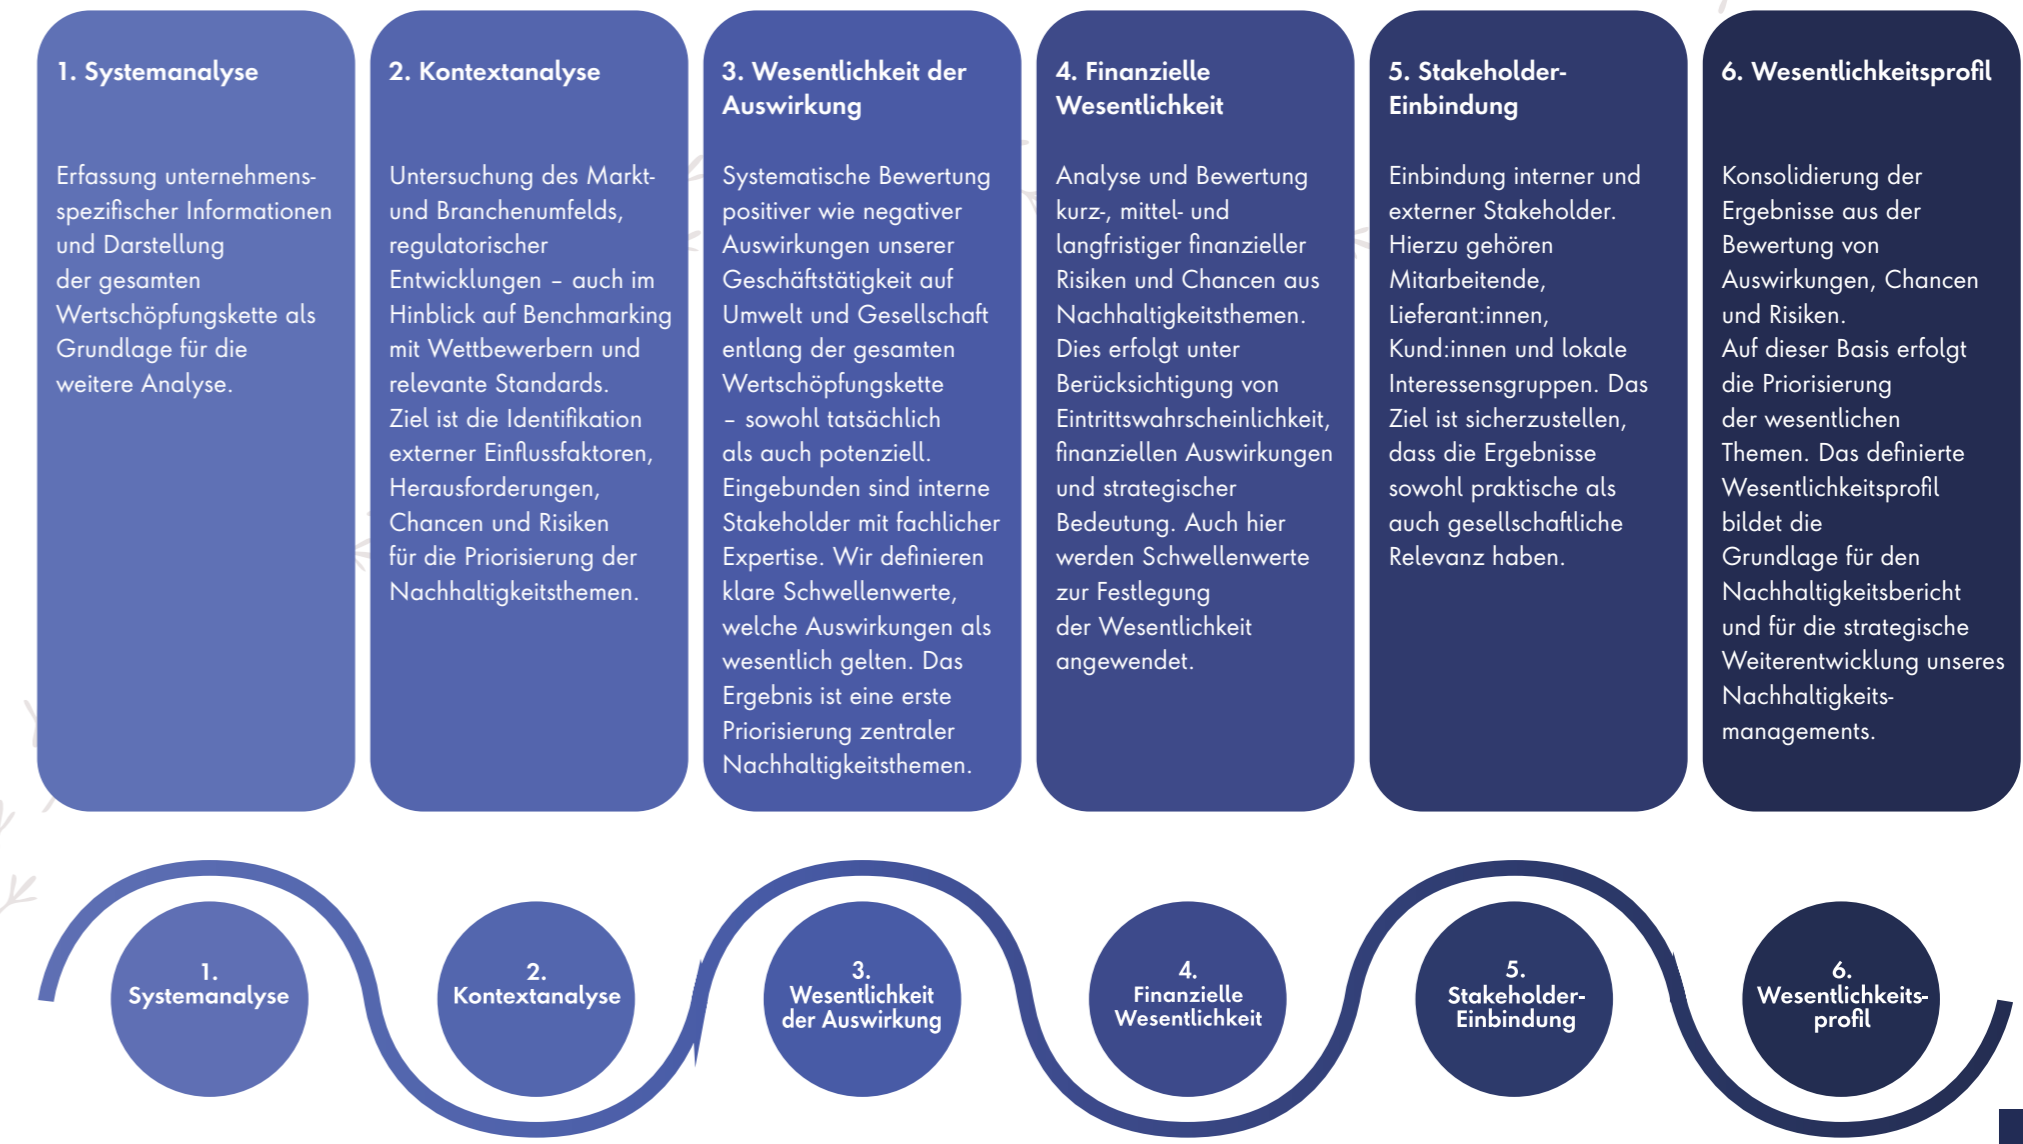 1. Systemanalyse
Erfassung unternehmens-
spezifischer Informationen
und Darstellung
der gesamten
Wertschöpfungskette als
Grundlage für die
weitere Analyse.
2. Kontextanalyse
Untersuchung des Markt-
und Branchenumfelds,
regulatorischer
Entwicklungen – auch im
Hinblick auf Benchmarking
mit Wettbewerbern und
relevante Standards.
Ziel ist die Identifikation
externer Einflussfaktoren,
Herausforderungen,
Chancen und Risiken
für die Priorisierung der
Nachhaltigkeitsthemen.
3. Wesentlichkeit der
Auswirkung
Systematische Bewertung
positiver wie negativer
Auswirkungen unserer
Geschäftstätigkeit auf
Umwelt und Gesellschaft
entlang der gesamten
Wertschöpfungskette
– sowohl tatsächlich
als auch potenziell.
Eingebunden sind interne
Stakeholder mit fachlicher
Expertise. Wir definieren
klare Schwellenwerte,
welche Auswirkungen als
wesentlich gelten. Das
Ergebnis ist eine erste
Priorisierung zentraler
Nachhaltigkeitsthemen.
4. Finanzielle
Wesentlichkeit
Analyse und Bewertung
kurz-, mittel- und
langfristiger finanzieller
Risiken und Chancen aus
Nachhaltigkeitsthemen.
Dies erfolgt unter
Berücksichtigung von
Eintrittswahrscheinlichkeit,
finanziellen Auswirkungen
und strategischer
Bedeutung. Auch hier
werden Schwellenwerte
zur Festlegung
der Wesentlichkeit
angewendet.
5. Stakeholder-
Einbindung
Einbindung interner und
externer Stakeholder.
Hierzu gehören
Mitarbeitende,
Lieferant:innen,
Kund:innen und lokale
Interessensgruppen. Das
Ziel ist sicherzustellen,
dass die Ergebnisse
sowohl praktische als
auch gesellschaftliche
Relevanz haben.
6. Wesentlichkeitsprofil
Konsolidierung der
Ergebnisse aus der
Bewertung von
Auswirkungen, Chancen
und Risiken.
Auf dieser Basis erfolgt
die Priorisierung
der wesentlichen
Themen. Das definierte
Wesentlichkeitsprofil
bildet die
Grundlage für den
Nachhaltigkeitsbericht
und für die strategische
Weiterentwicklung unseres
Nachhaltigkeits-
managements.
1.
Systemanalyse
2.
Kontextanalyse
3.
Wesentlichkeit
der Auswirkung
4.
Finanzielle
Wesentlichkeit
5.
Stakeholder-
Einbindung
6.
Wesentlichkeits-
profil